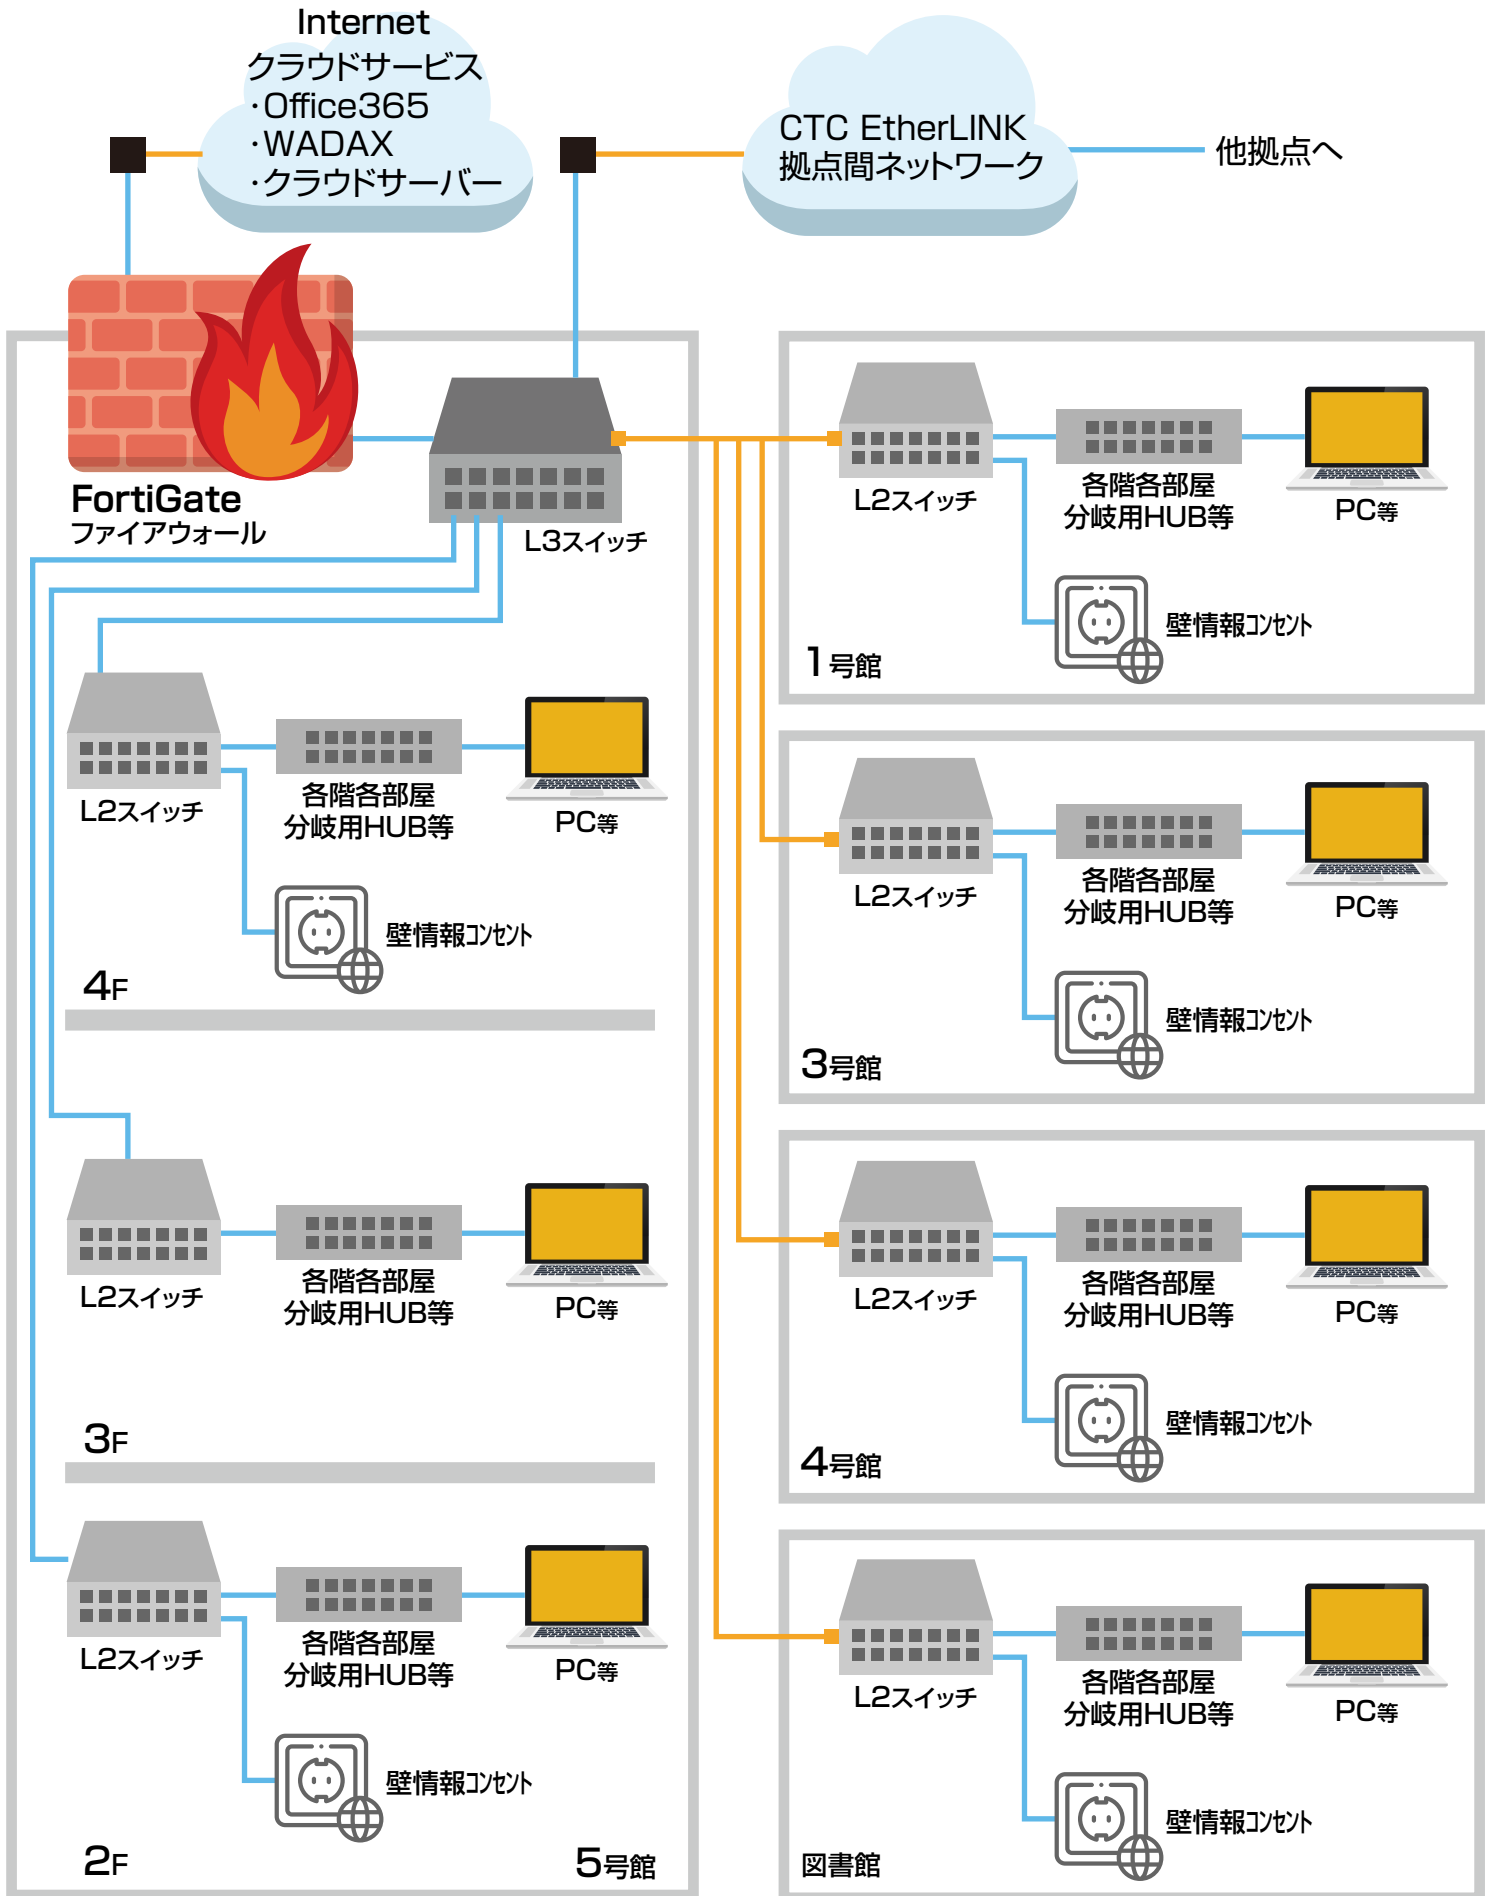 Internet
クラウドサービス
・Office365
・WADAX
・クラウドサーバー
CTC EtherLINK
拠点間ネットワーク
他拠点へ
FortiGate
ファイアウォール
L3スイッチ
L2スイッチ
各階各部屋
分岐用HUB等
PC等
壁情報コンセント
4F
L2スイッチ
各階各部屋
分岐用HUB等
PC等
3F
L2スイッチ
各階各部屋
分岐用HUB等
PC等
壁情報コンセント
2F
5号館
L2スイッチ
各階各部屋
分岐用HUB等
PC等
壁情報コンセント
1号館
L2スイッチ
各階各部屋
分岐用HUB等
PC等
壁情報コンセント
3号館
L2スイッチ
各階各部屋
分岐用HUB等
PC等
壁情報コンセント
4号館
L2スイッチ
各階各部屋
分岐用HUB等
PC等
壁情報コンセント
図書館